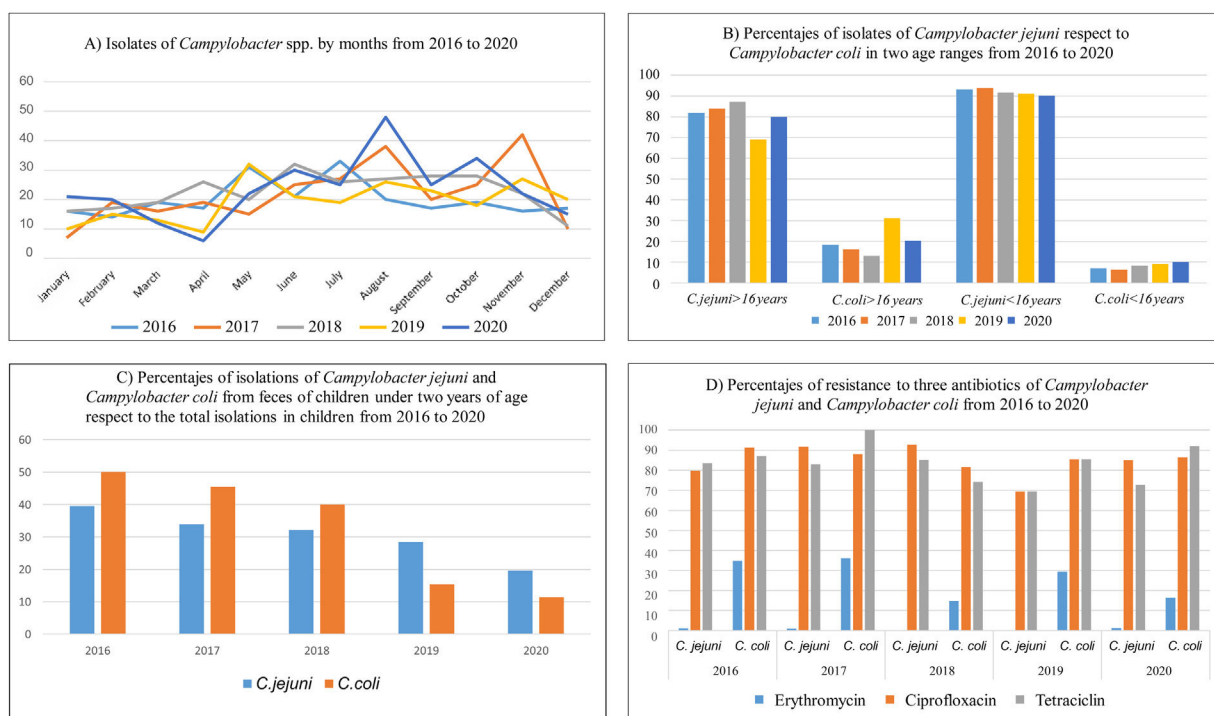 A) Isolates of Campylobacter spp. by months from 2016 to 2020
60
50
40
30
20
10
0
January
February
March
April
May
June
July
August
September
October
November
December
2016 2017 2018 2019 2020
B) Percentajes of isolates of Campylobacter jejuni respect to
Campylobacter coli in two age ranges from 2016 to 2020
100
90
80
70
60
50
40
30
20
10
0
C.jejuni>16years C.coli>16years C.jejuni<16years C.coli<16years
2016 2017 2018 2019 2020
C) Percentajes of isolations of Campylobacter jejuni and
Campylobacter coli from feces of children under two years of age
respect to the total isolations in children from 2016 to 2020
60
50
40
30
20
10
0
2016 2017 2018 2019 2020
C.jejuni C.coli
D) Percentajes of resistance to three antibiotics of Campylobacter
jejuni and Campylobacter coli from 2016 to 2020
100
90
80
70
60
50
40
30
20
10
0
C. jejuni C. coli C. jejuni C. coli C. jejuni C. coli C. jejuni C. coli C. jejuni C. coli
2016 2017 2018 2019 2020
Erythromycin Ciprofloxacin Tetraciclin